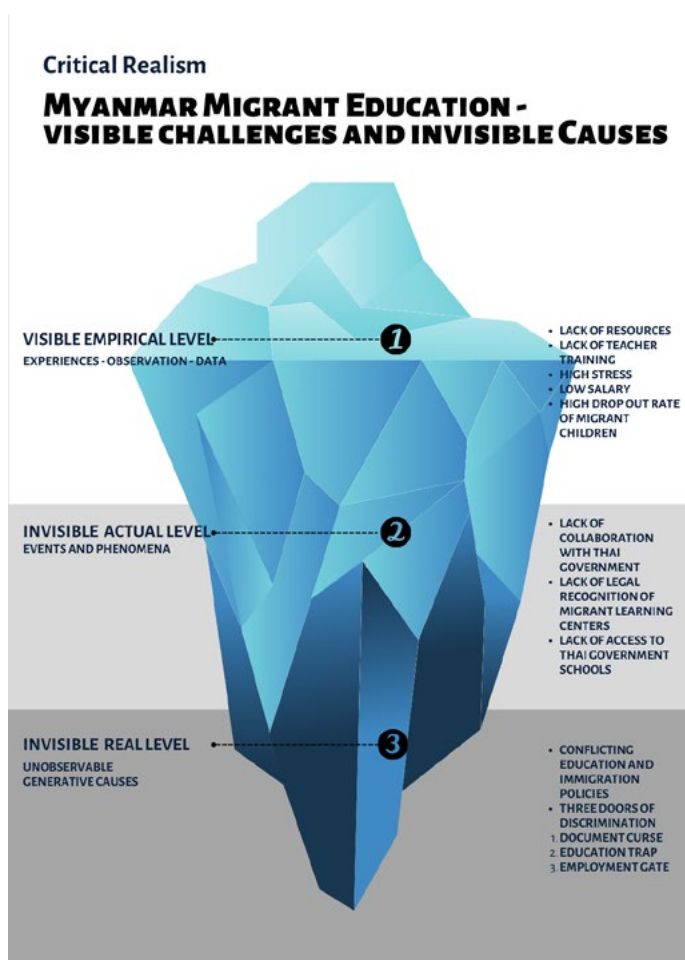 Critical Realism
MYANMAR MIGRANT EDUCATION -
VISIBLE CHALLENGES AND INVISIBLE CAUSES
VISIBLE EMPIRICAL LEVEL
EXPERIENCES - OBSERVATION - DATA
1
• LACK OF RESOURCES
• LACK OF TEACHER
TRAINING
• HIGH STRESS
• LOW SALARY
• HIGH DROP OUT RATE
OF MIGRANT
CHILDREN
INVISIBLE ACTUAL LEVEL
EVENTS AND PHENOMENA
2
• LACK OF
COLLABORATION
WITH THAI
GOVERNMENT
• LACK OF LEGAL
RECOGNITION OF
MIGRANT LEARNING
CENTERS
• LACK OF ACCESS TO
THAI GOVERNMENT
SCHOOLS
INVISIBLE REAL LEVEL
UNOBSERVABLE
GENERATIVE CAUSES
3
• CONFLICTING
EDUCATION AND
IMMIGRATION
POLICIES
• THREE DOORS OF
DISCRIMINATION
1. DOCUMENT CURSE
2. EDUCATION TRAP
3. EMPLOYMENT GATE